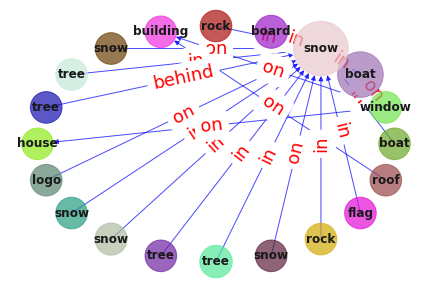 building
rock
board
snow
snow
boat
tree
tree
window
house
boat
logo
roof
snow
flag
snow
rock
tree
tree
snow
in
in
in
on
on
behind
on
on
on
on
in
in
in
in
on
in
in